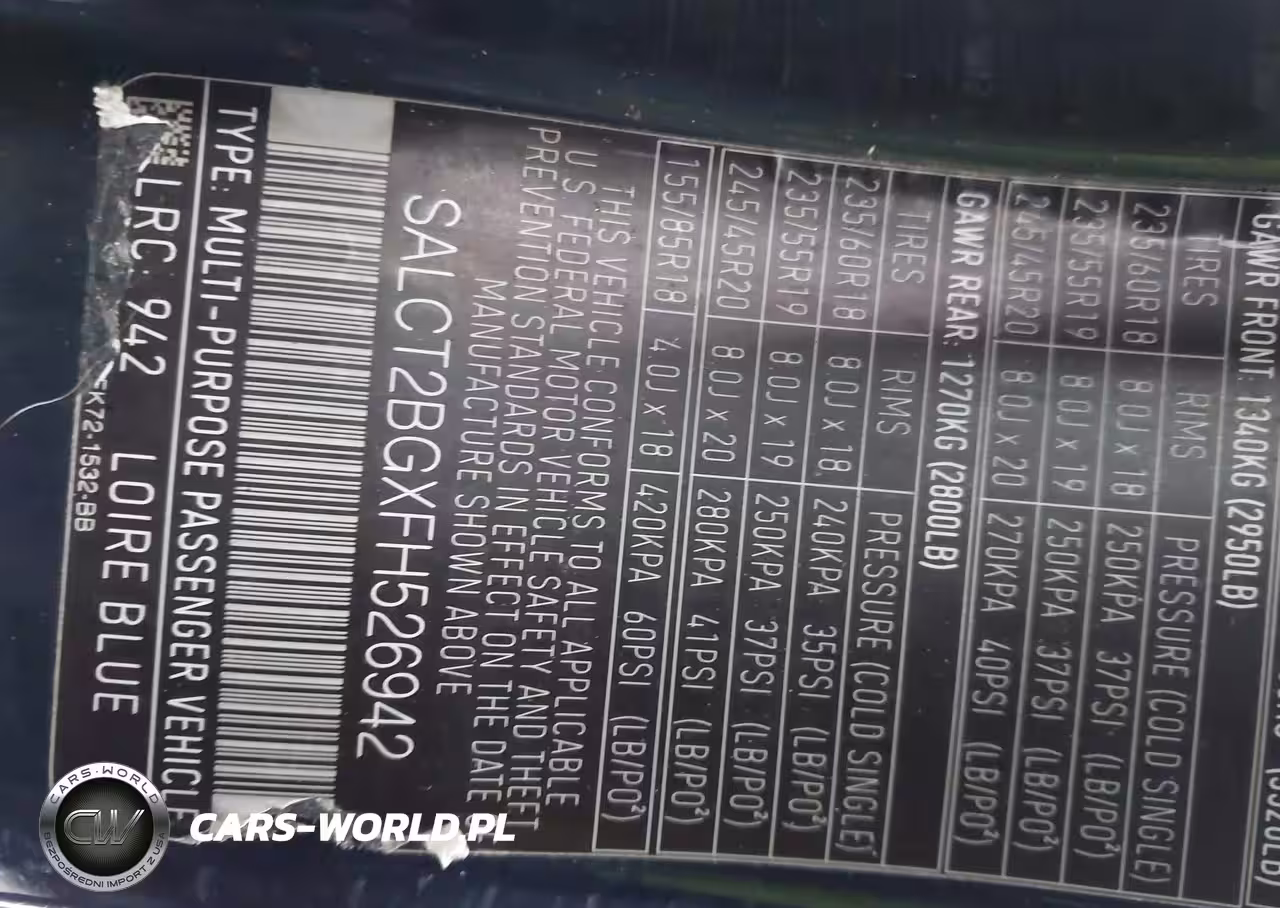 GAWR FRONT: 1340KG (2950LB)
TIRES RIMS PRESSURE (COLD SINGLE)
235/60R18 8.0J x 18 250KPA 37PSI (LB/PO²)
235/55R19 8.0J x 19 250KPA 37PSI (LB/PO²)
245/45R20 8.0J x 20 270KPA 40PSI (LB/PO²)
GAWR REAR: 1270KG (2800LB)
TIRES RMS PRESSURE (COLD SINGLE)
235/60R18 8.0J x 18. 240KPA 35PSI (LB/PO²)
235/55R19 8.0J x 19 250KPA 37PSI (LB/PO²)
245/45R20 8.0J x 20 280KPA 41PSI (LB/PO²)
155/85R18 4.0J x 18 420KPA 60PSI (LB/PO²)
THIS VEHICLE CONFORMS TO ALL APPLICABLE
U.S FEDERAL MOTOR VEHICLE SAFETY AND THEFT
PREVENTION STANDARDS IN EFFECT ON THE DATE
MANUFACTURE SHOWN ABOVE
SALCT2BGXFH526942
TYPE: MULTI-PURPOSE PASSENGER VEHICLE
LRC 942 LOIRE BLUE
K72-1532-BB
CARS-WORLD
CW
BEZPOŚREDNI IMPORT Z USA
CARS-WORLD.PL